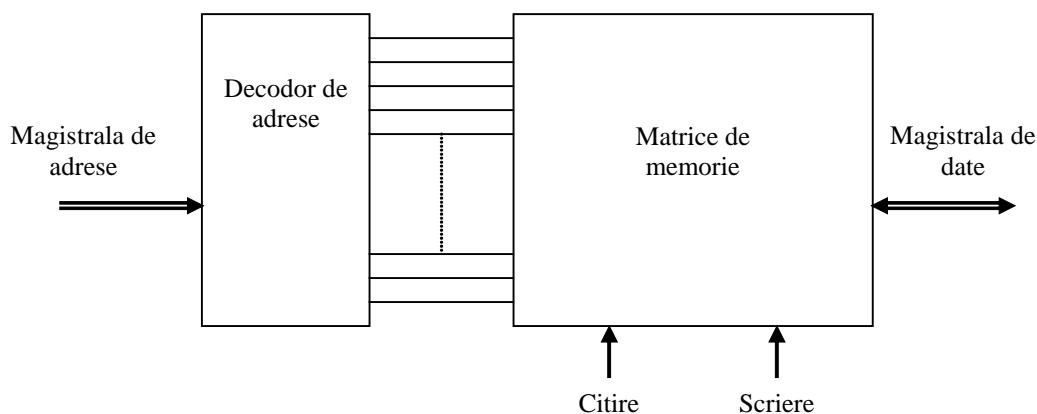 Magistrala de
adrese
Decodor de
adrese
Matrice de
memorie
Magistrala de
date
Citire
Scriere